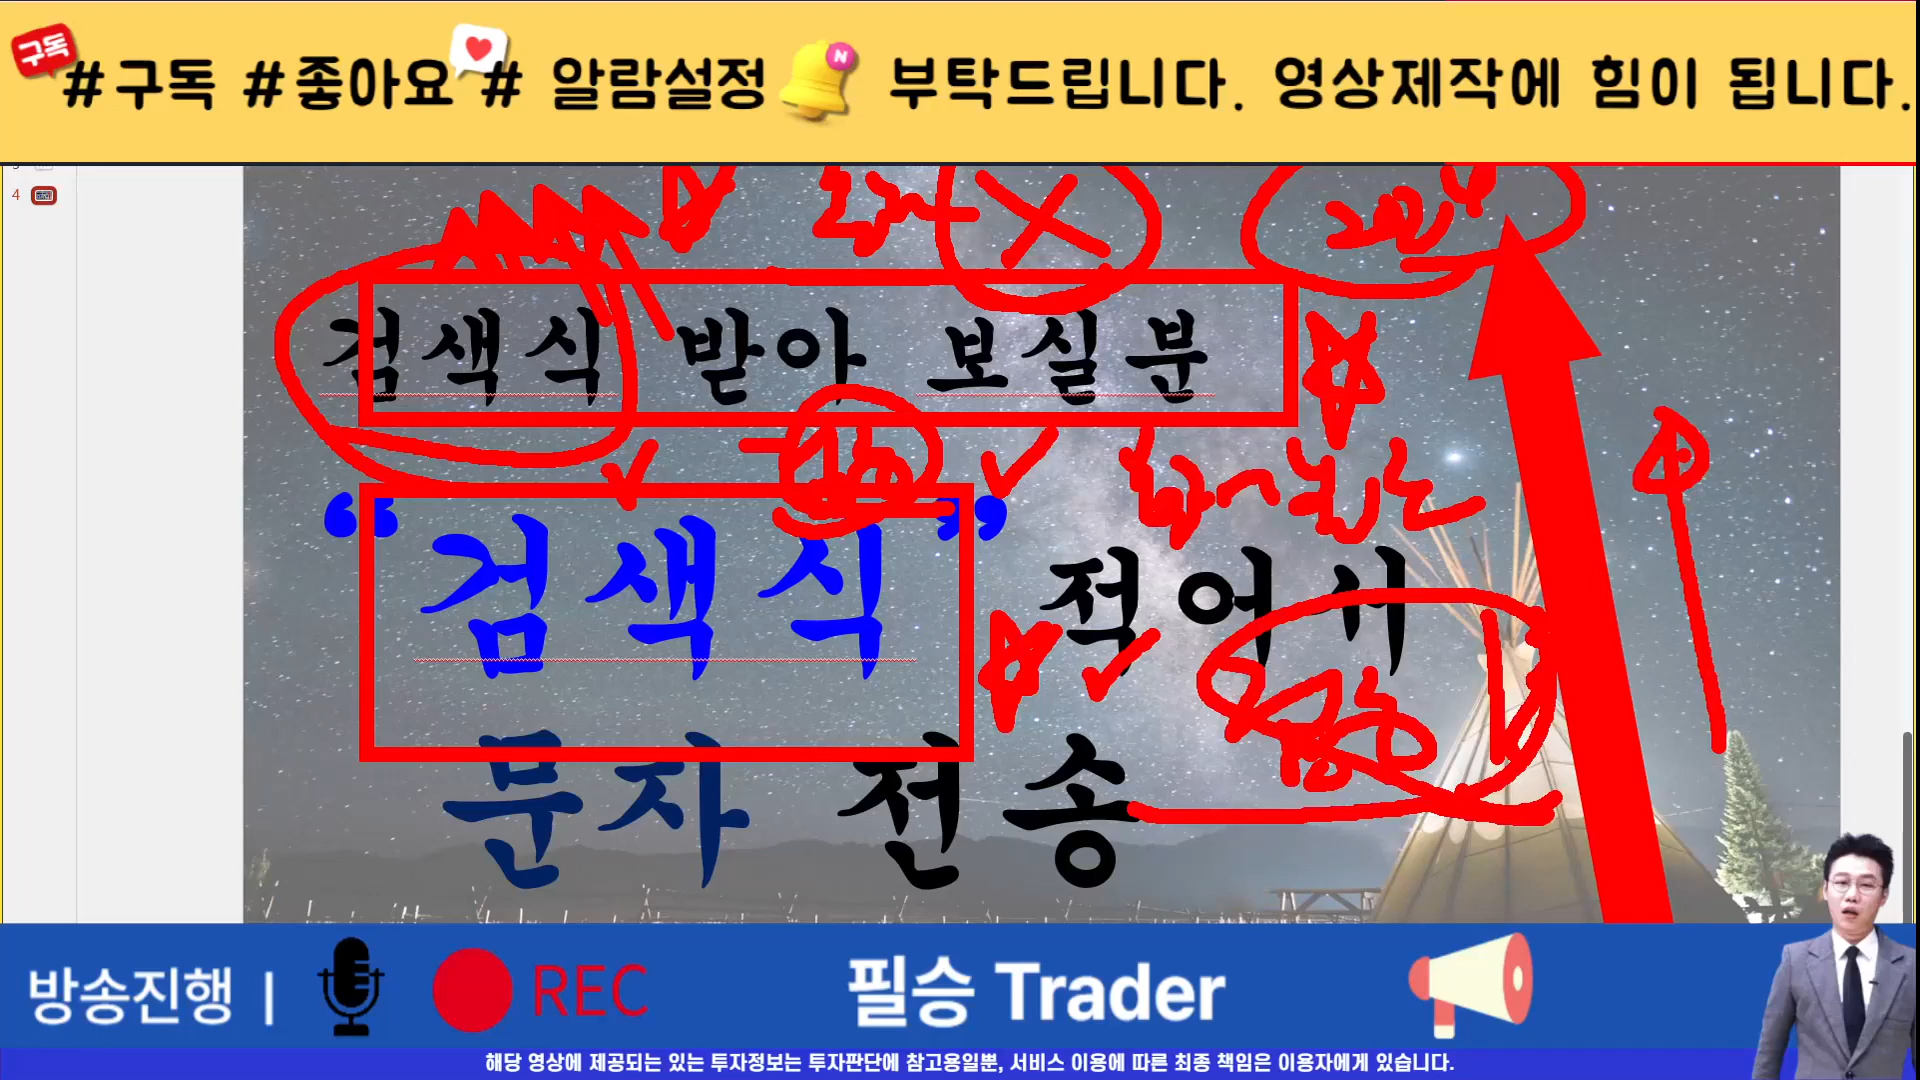 구독
#구독 #좋아요 # 알람설정 N 부탁드립니다. 영상제작에 힘이 됩니다.
4
검색식 받아 보실분
“검색식” 적어서
문자 전송
방송진행 | REC 필승 Trader
해당 영상에 제공되는 있는 투자정보는 투자판단에 참고용일뿐, 서비스 이용에 따른 최종 책임은 이용자에게 있습니다.